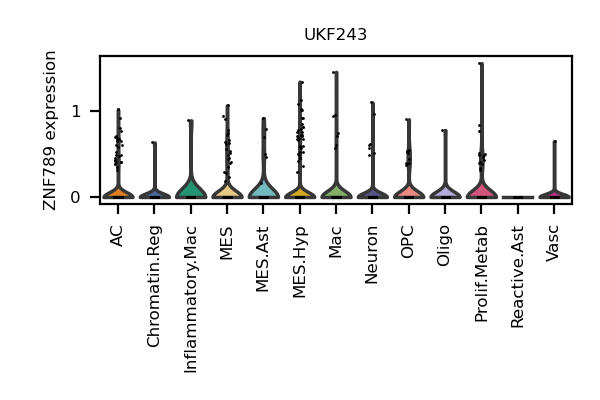 UKF243
ZNF789 expression
1
0
AC
Chromatin.Reg
Inflammatory.Mac
MES
MES.Ast
MES.Hyp
Mac
Neuron
OPC
Oligo
Prolif.Metab
Reactive.Ast
Vasc